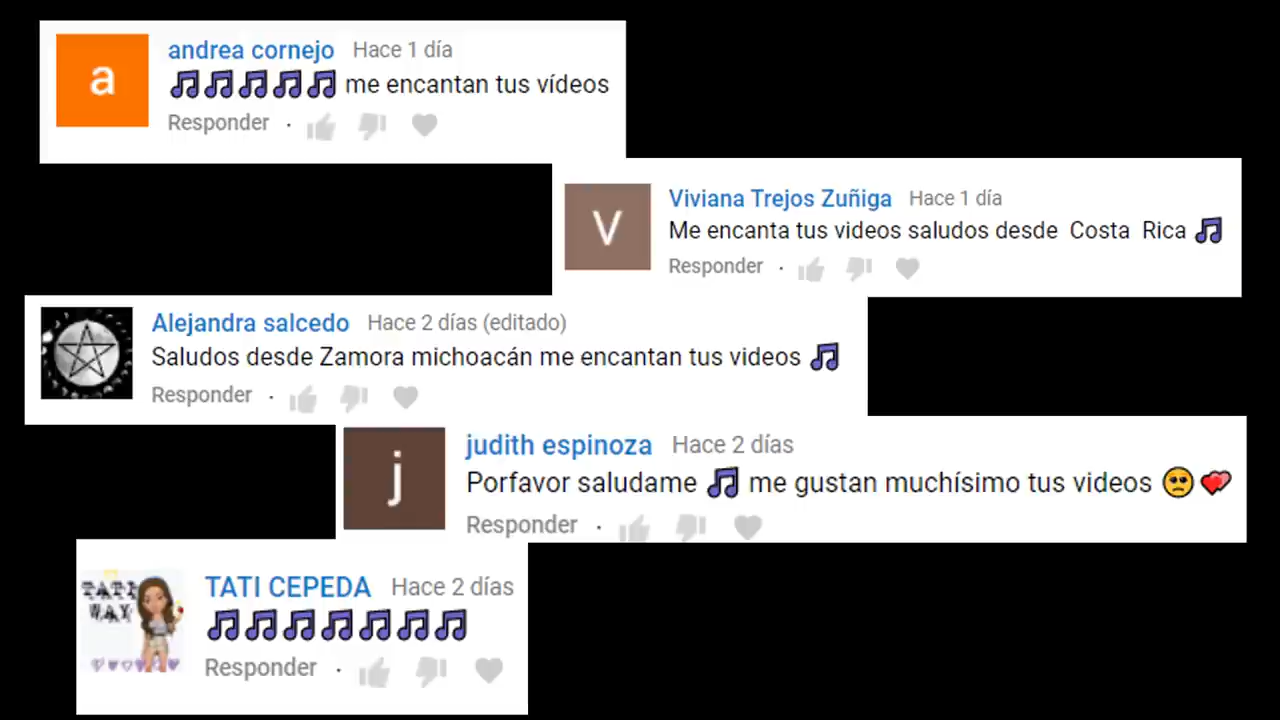 a
andrea cornejo Hace 1 día
🎵🎵🎵🎵🎵 me encantan tus vídeos
Responder ·
V
Viviana Trejos Zuñiga Hace 1 día
Me encanta tus videos saludos desde Costa Rica 🎵
Responder ·
Alejandra salcedo Hace 2 días (editado)
Saludos desde Zamora michoacán me encantan tus videos 🎵
Responder ·
j
judith espinoza Hace 2 días
Porfavor saludame 🎵 me gustan muchísimo tus videos 🥺💕
Responder ·
TATI
WAY
TATI CEPEDA Hace 2 días
🎵🎵🎵🎵🎵🎵🎵
Responder ·